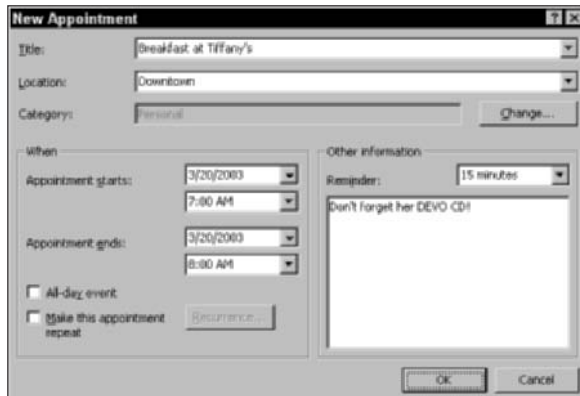 New Appointment
Title: Breakfast at Tiffany's
Location: Downtown
Category: Personal Change...
When
Appointment starts: 3/20/2003
7:00 AM
Appointment ends: 3/20/2003
8:00 AM
All-day event
Make this appointment
repeat
Recurrence...
Other information
Reminder: 15 minutes
Don't forget her DEVO CD!
OK Cancel